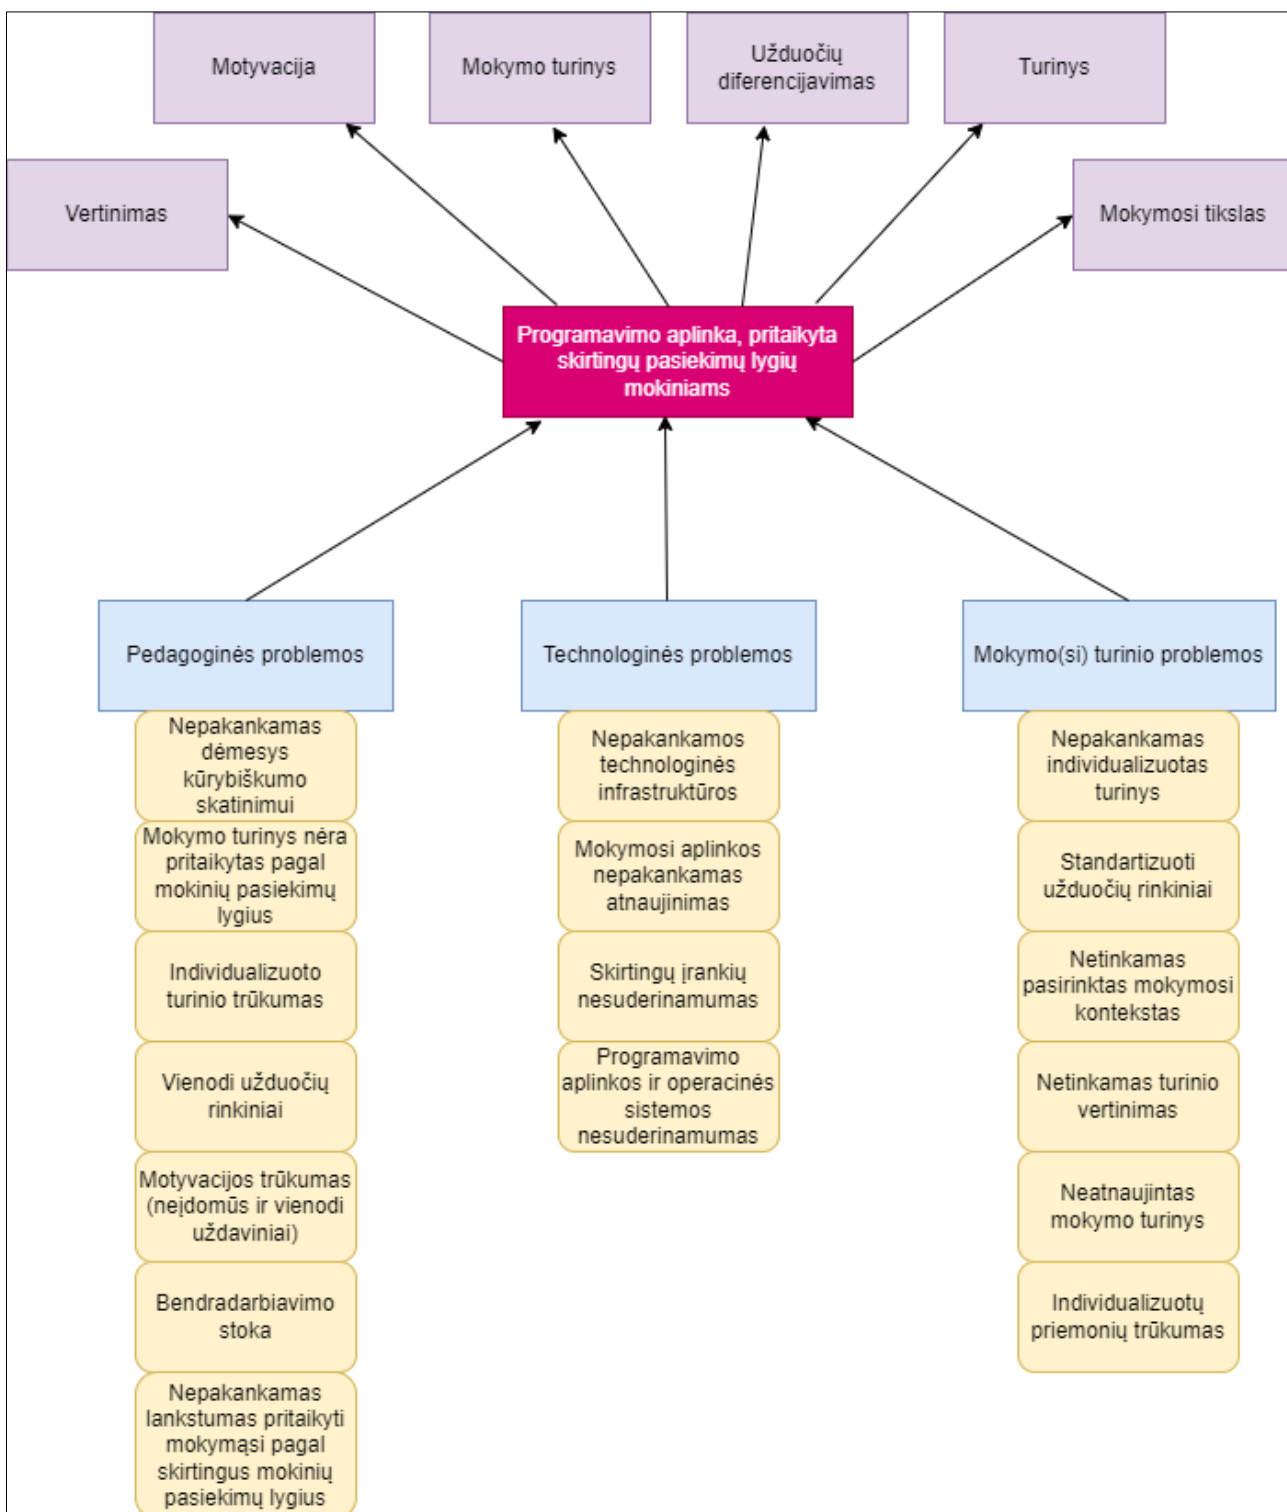 Motyvacija
Mokymo turinys
Užduočių
diferencijavimas
Turinys
Vertinimas
Mokymosi tikslas
Programavimo aplinka, pritaikyta
skirtingų pasiekimų lygių
mokiniams
Pedagoginės problemos
Nepakankamas
dėmesys
kūrybiškumo
skatinimui
Mokymo turinys nėra
pritaikytas pagal
mokinių pasiekimų
lygius
Individualizuoto
turinio trūkumas
Vienodi užduočių
rinkiniai
Motyvacijos trūkumas
(neįdomūs ir vienodi
uždaviniai)
Bendradarbiavimo
stoka
Nepakankamas
lankstumas pritaikyti
mokymąsi pagal
skirtingus mokinių
pasiekimų lygius
Technologinės problemos
Nepakankamos
technologinės
infrastruktūros
Mokymosi aplinkos
nepakankamas
atnaujinimas
Skirtingų įrankių
nesuderinamumas
Programavimo
aplinkos ir operacinės
sistemos
nesuderinamumas
Mokymo(si) turinio problemos
Nepakankamas
individualizuotas
turinys
Standartizuoti
užduočių rinkiniai
Netinkamas
pasirinktas mokymosi
kontekstas
Netinkamas turinio
vertinimas
Neatnaujintas
mokymo turinys
Individualizuotų
priemonių trūkumas